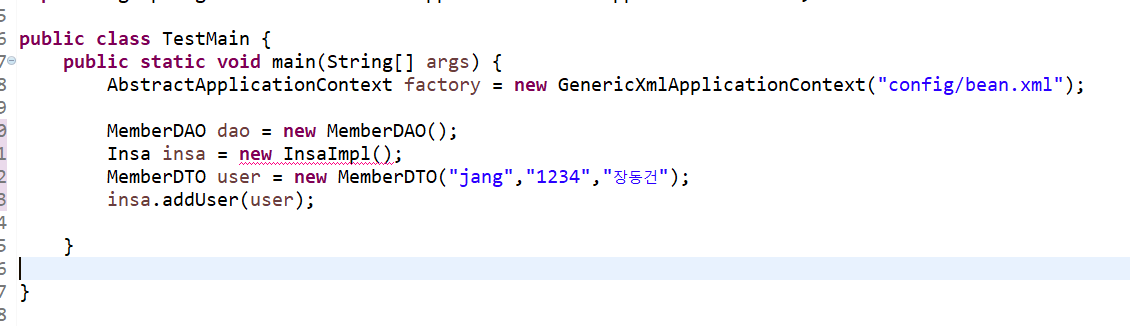 5
6 public class TestMain {
7 public static void main(String[] args) {
8 AbstractApplicationContext factory = new GenericXmlApplicationContext("config/bean.xml");
9
0 MemberDAO dao = new MemberDAO();
1 Insa insa = new InsaImpl();
2 MemberDTO user = new MemberDTO("jang","1234","장동건");
3 insa.addUser(user);
4
5 }
6
7 }
8